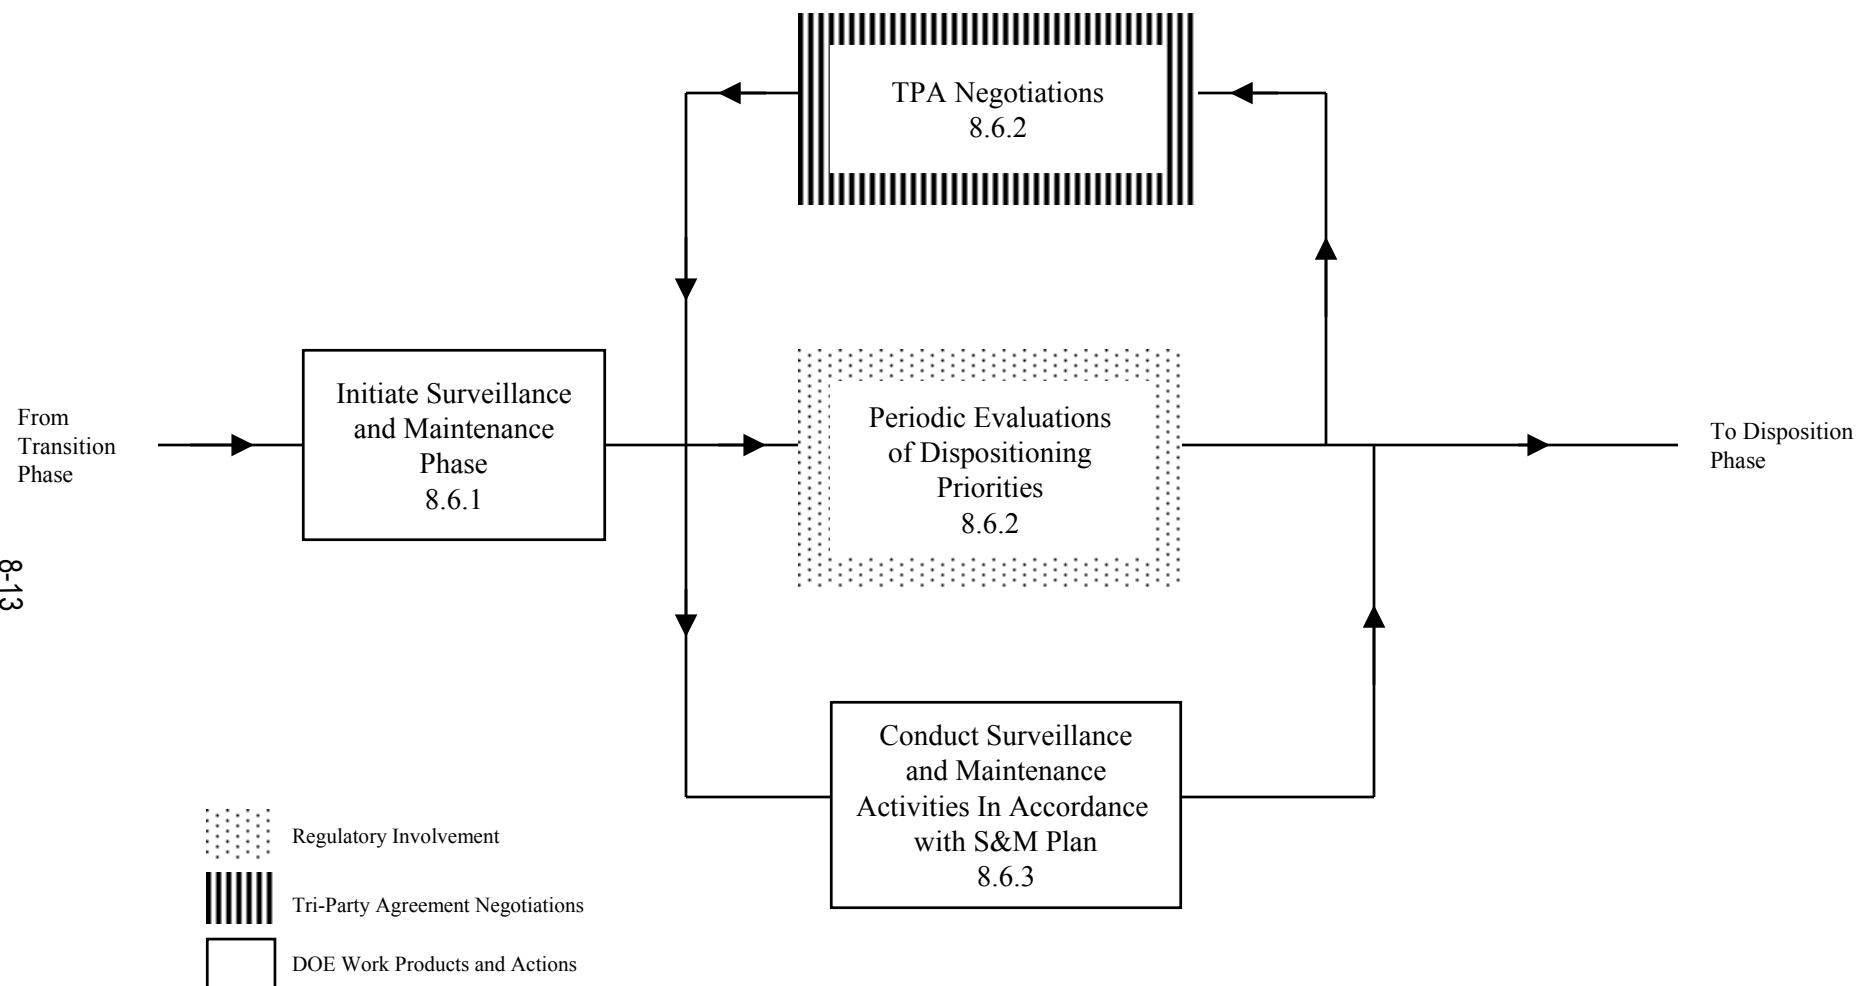 TPA Negotiations
8.6.2
From
Transition
Phase
Initiate Surveillance
and Maintenance
Phase
8.6.1
Periodic Evaluations
of Dispositioning
Priorities
8.6.2
To Disposition
Phase
8-13
Conduct Surveillance
and Maintenance
Activities In Accordance
with S&M Plan
8.6.3
Regulatory Involvement
Tri-Party Agreement Negotiations
DOE Work Products and Actions